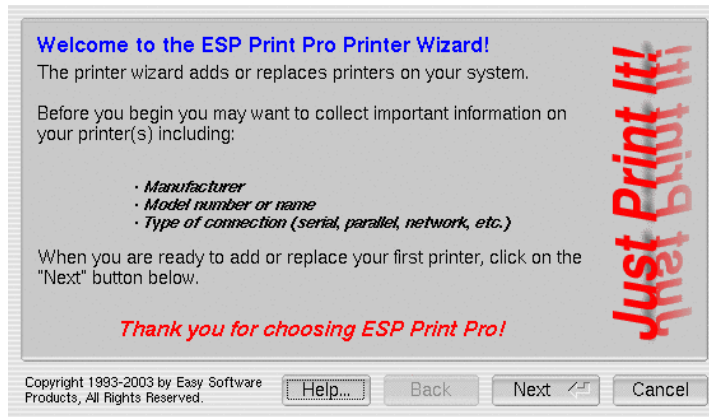 Welcome to the ESP Print Pro Printer Wizard!
The printer wizard adds or replaces printers on your system.
Before you begin you may want to collect important information on
your printer(s) including:
· Manufacturer
· Model number or name
· Type of connection (serial, parallel, network, etc.)
When you are ready to add or replace your first printer, click on the
"Next" button below.
Thank you for choosing ESP Print Pro!
Just Print It!
Copyright 1993-2003 by Easy Software
Products, All Rights Reserved.
Help...
Back
Next
Cancel